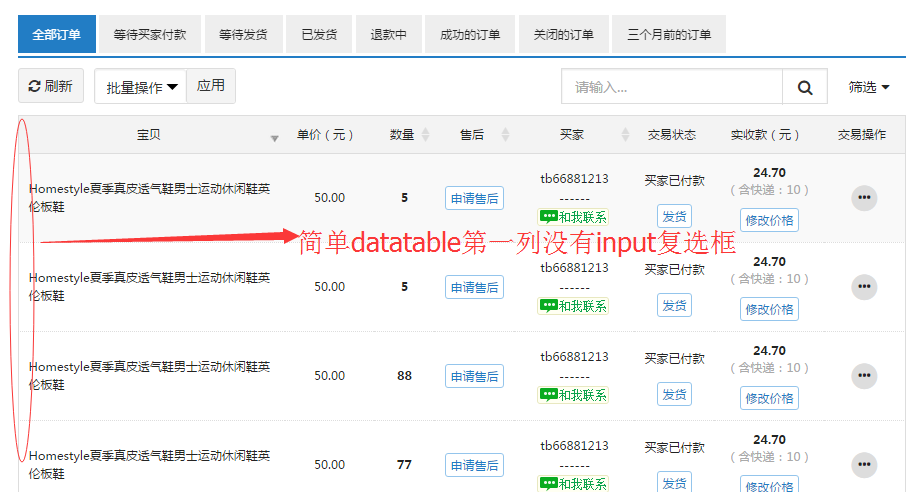 全部订单 等待买家付款 等待发货 已发货 退款中 成功的订单 关闭的订单 三个月前的订单
刷新 批量操作 应用 请输入... 筛选
宝贝 单价（元） 数量 售后 买家 交易状态 实收款（元） 交易操作
Homestyle夏季真皮透气鞋男士运动休闲鞋英
伦板鞋
50.00
5
申请售后
tb66881213
------
和我联系
买家已付款
发货
24.70
（含快递：10）
修改价格
简单datatable第一列没有input复选框
Homestyle夏季真皮透气鞋男士运动休闲鞋英
伦板鞋
50.00
5
申请售后
tb66881213
------
和我联系
买家已付款
发货
24.70
（含快递：10）
修改价格
Homestyle夏季真皮透气鞋男士运动休闲鞋英
伦板鞋
50.00
88
申请售后
tb66881213
------
和我联系
买家已付款
发货
24.70
（含快递：10）
修改价格
Homestyle夏季真皮透气鞋男士运动休闲鞋英
伦板鞋
50.00
77
申请售后
tb66881213
------
和我联系
买家已付款
发货
24.70
（含快递：10）
修改价格